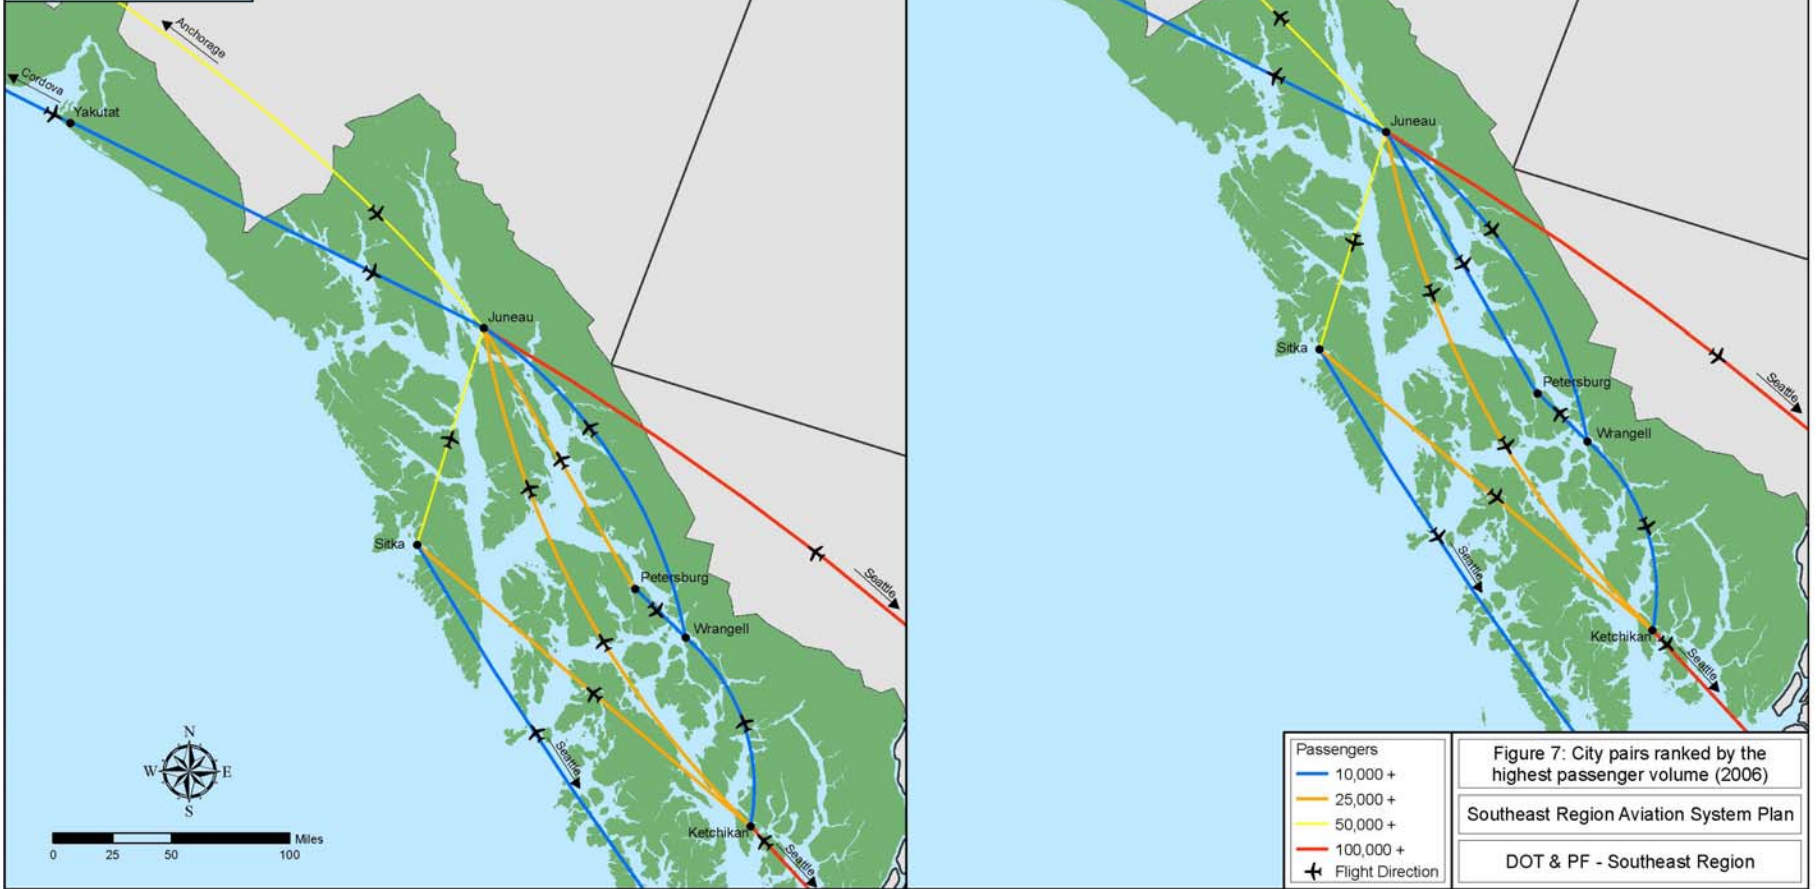 Anchorage
Cordova
Yakutat
Juneau
Sitka
Petersburg
Wrangell
Seattle
Seattle
Ketchikan
Seattle
N
W E
S
Miles
0 25 50 100
Juneau
Sitka
Petersburg
Wrangell
Seattle
Seattle
Ketchikan
Seattle
Passengers
10,000 +
25,000 +
50,000 +
100,000 +
Flight Direction
Figure 7: City pairs ranked by the
highest passenger volume (2006)
Southeast Region Aviation System Plan
DOT & PF - Southeast Region